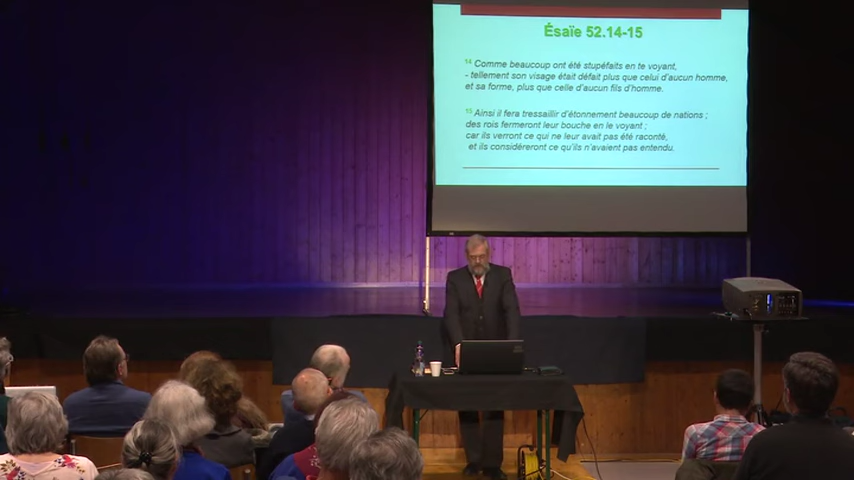 Ésaïe 52.14-15
14 Comme beaucoup ont été stupéfaits en te voyant,
- tellement son visage était défait plus que celui d'aucun homme,
et sa forme, plus que celle d'aucun fils d'homme.
15 Ainsi il fera tressaillir d'étonnement beaucoup de nations ;
des rois fermeront leur bouche en le voyant ;
car ils verront ce qui ne leur avait pas été raconté,
et ils considéreront ce qu'ils n'avaient pas entendu.